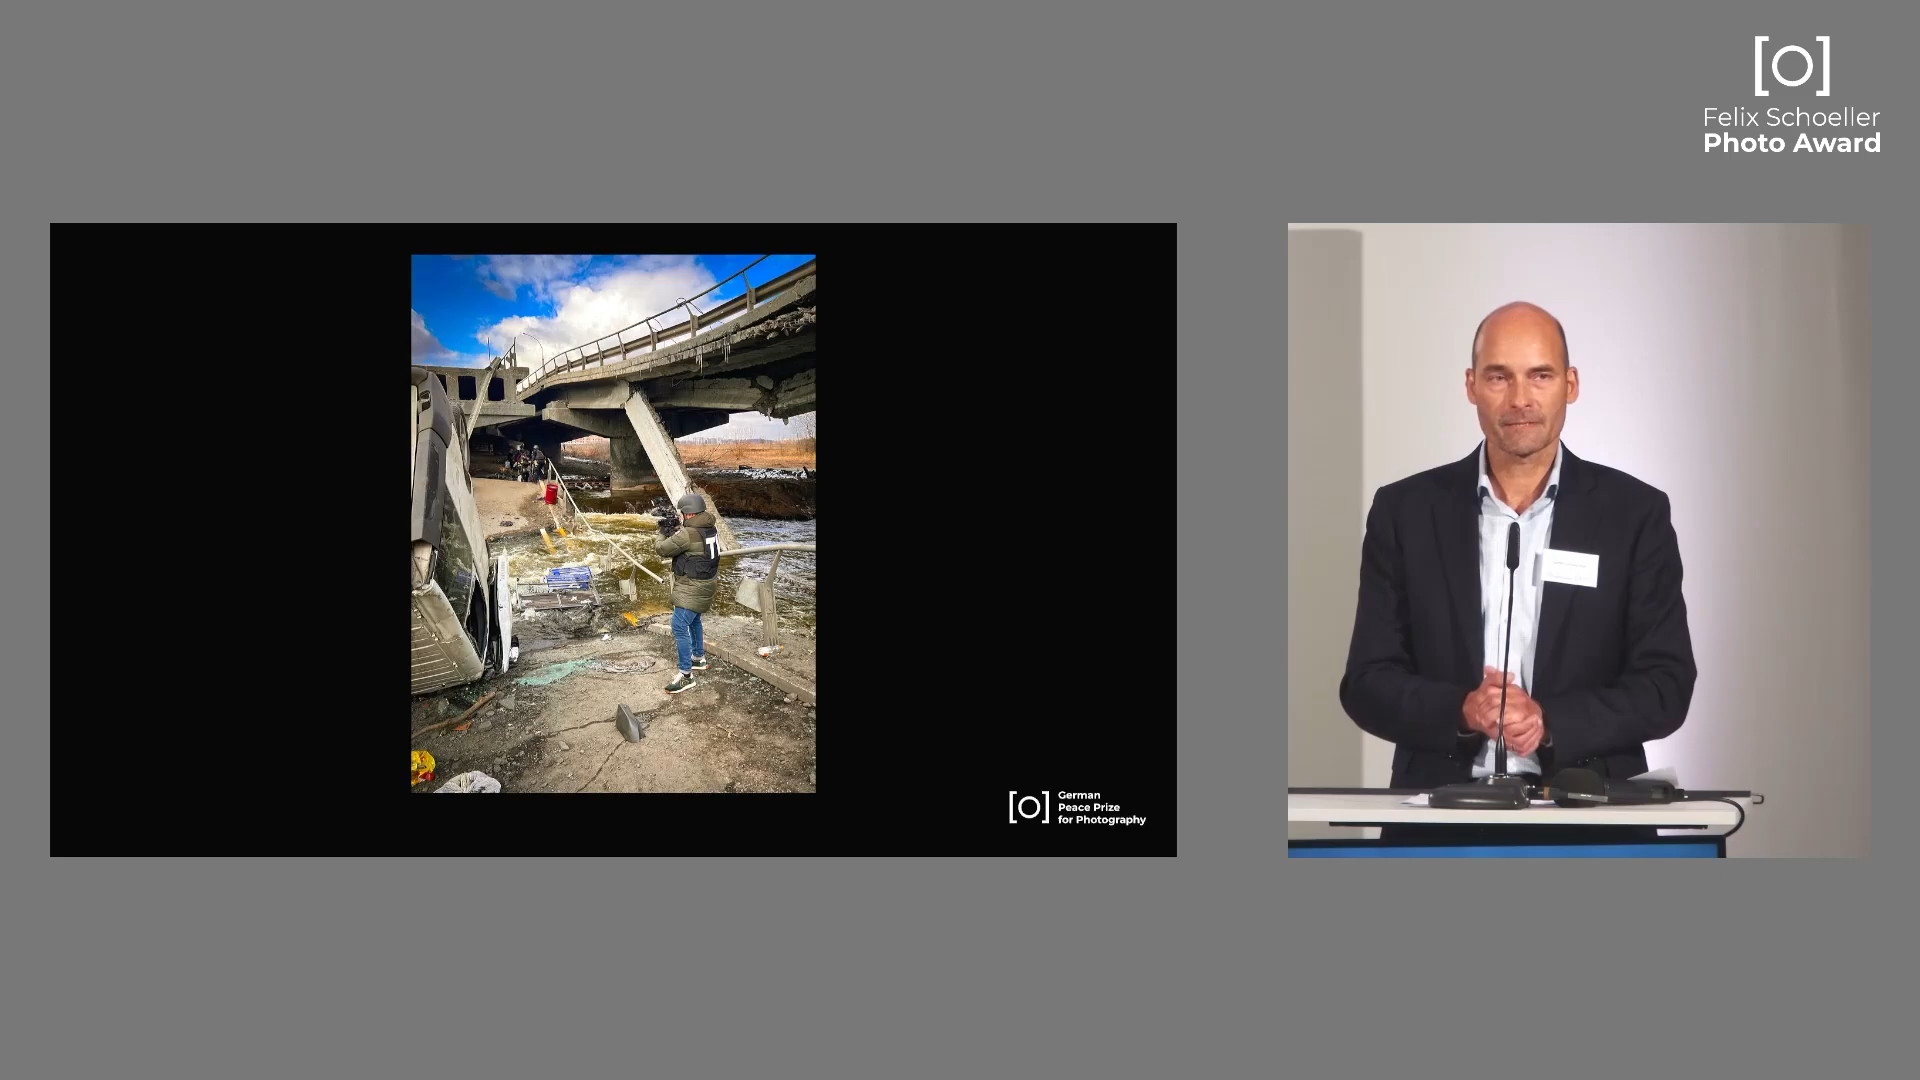 Felix Schoeller
Photo Award
German
Peace Prize
for Photography